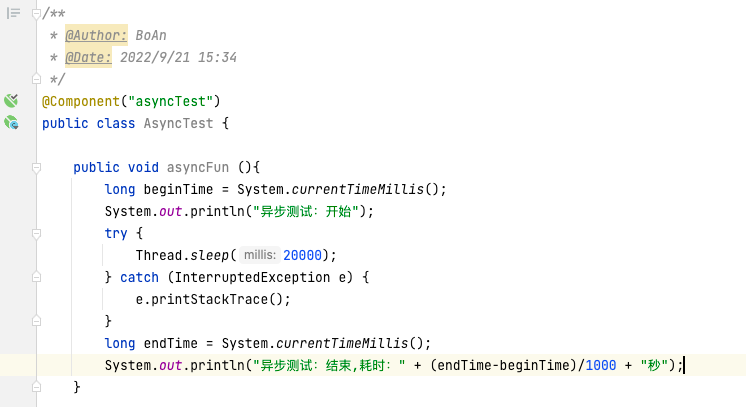 /**
 * @Author: BoAn
 * @Date: 2022/9/21 15:34
 */
@Component("asyncTest")
public class AsyncTest {
    public void asyncFun (){
        long beginTime = System.currentTimeMillis();
        System.out.println("异步测试：开始");
        try {
            Thread.sleep( millis: 20000);
        } catch (InterruptedException e) {
            e.printStackTrace();
        }
        long endTime = System.currentTimeMillis();
        System.out.println("异步测试：结束,耗时：" + (endTime-beginTime)/1000 + "秒");
    }